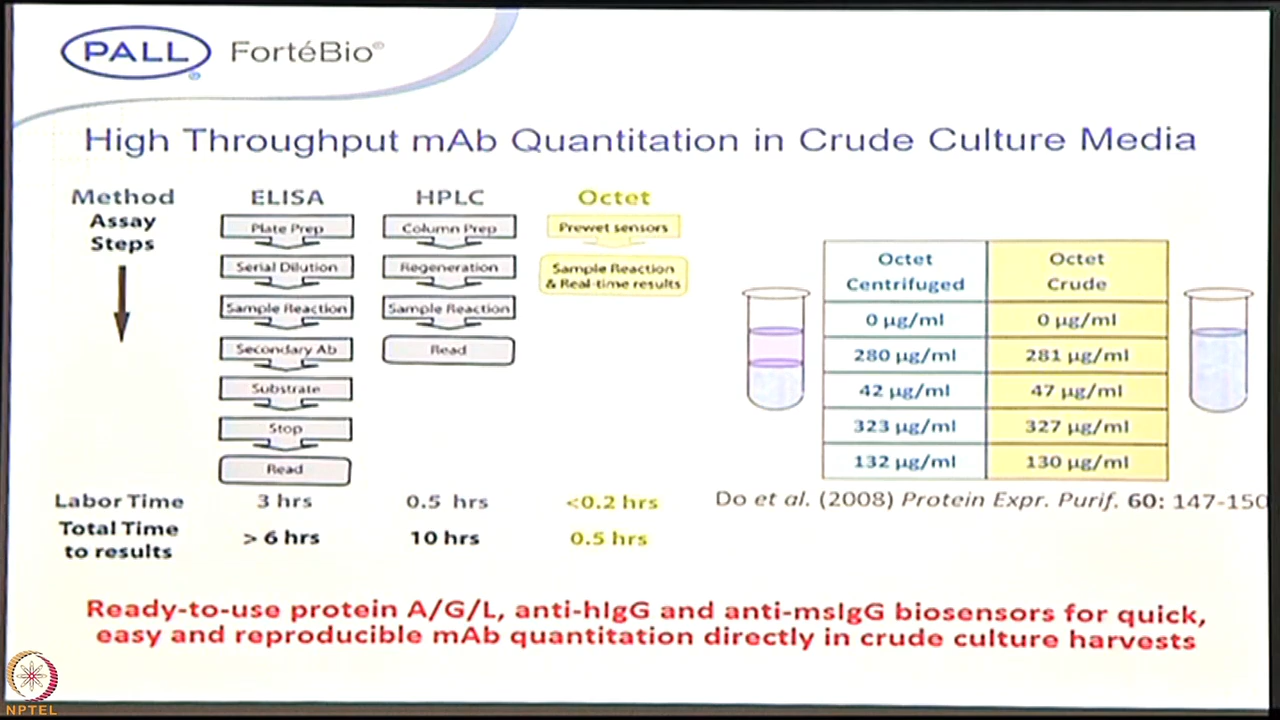 PALL
®
FortéBio®
High Throughput mAb Quantitation in Crude Culture Media
Method
Assay
Steps
ELISA
Plate Prep
Serial Dilution
Sample Reaction
Secondary Ab
Substrate
Stop
Read
HPLC
Column Prep
Regeneration
Sample Reaction
Read
Octet
Prewet sensors
Sample Reaction
& Real-time results
Labor Time 3 hrs 0.5 hrs <0.2 hrs
Total Time
to results
> 6 hrs 10 hrs 0.5 hrs
Octet
Centrifuged
Octet
Crude
0 µg/ml 0 µg/ml
280 µg/ml 281 µg/ml
42 µg/ml 47 µg/ml
323 µg/ml 327 µg/ml
132 µg/ml 130 µg/ml
Do et al. (2008) Protein Expr. Purif. 60: 147-150
Ready-to-use protein A/G/L, anti-hIgG and anti-msIgG biosensors for quick,
easy and reproducible mAb quantitation directly in crude culture harvests
NPTEL